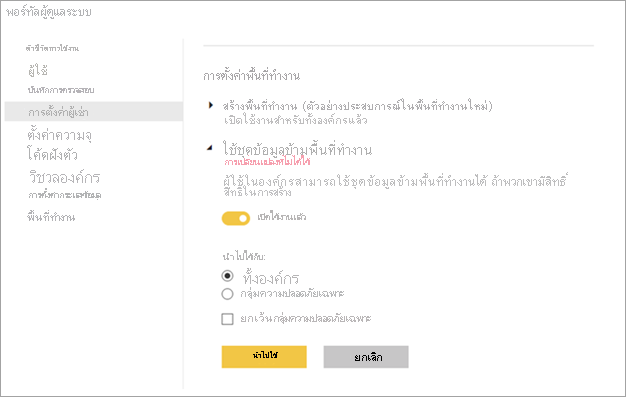 พอร์ทัลผู้ดูแลระบบ
ตัวชี้วัดการใช้งาน
ผู้ใช้
บันทึกการตรวจสอบ
การตั้งค่าผู้เช่า
ตั้งค่าความจุ
โค้ดฝังตัว
วิชวลองค์กร
การตั้งค่ากระแสข้อมูล
พื้นที่ทำงาน
การตั้งค่าพื้นที่ทำงาน
สร้างพื้นที่ทำงาน (ตัวอย่างประสบการณ์ในพื้นที่ทำงานใหม่)
เปิดใช้งานสำหรับทั้งองค์กรแล้ว
ใช้ชุดข้อมูลข้ามพื้นที่ทำงาน
การเปลี่ยนแปลงที่ไม่ได้ใช้
ผู้ใช้ในองค์กรสามารถใช้ชุดข้อมูลข้ามพื้นที่ทำงานได้ ถ้าพวกเขามีสิทธิ์
สิทธิ์ในการสร้าง
เปิดใช้งานแล้ว
นำไปใช้กับ:
ทั้งองค์กร
กลุ่มความปลอดภัยเฉพาะ
ยกเว้นกลุ่มความปลอดภัยเฉพาะ
นำไปใช้
ยกเลิก